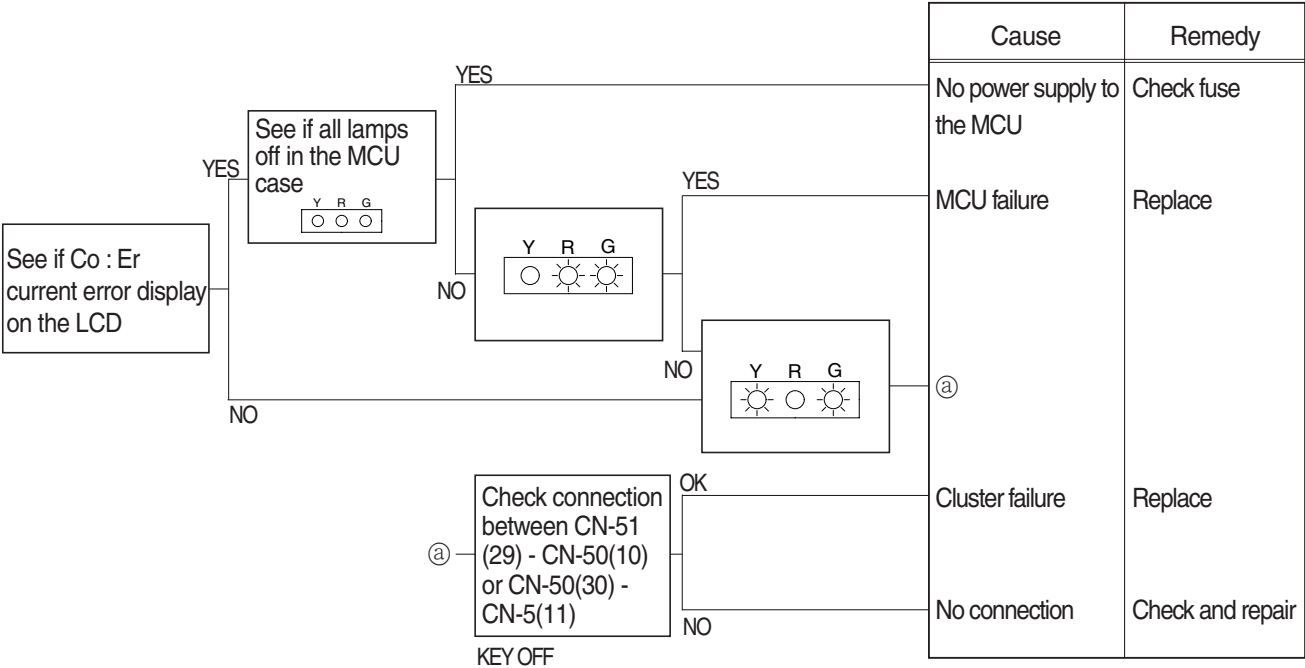 Cause Remedy
YES
No power supply to Check fuse
the MCU
See if all lamps
off in the MCU
case
Y R G
YES
YES
MCU failure Replace
Y R G
NO
See if Co : Er
current error display
on the LCD
NO
Y R G
ⓐ
NO
OK
Check connection
between CN-51
(29) - CN-50(10)
or CN-50(30) -
CN-5(11)
ⓐ
Cluster failure Replace
No connection Check and repair
NO
KEY OFF